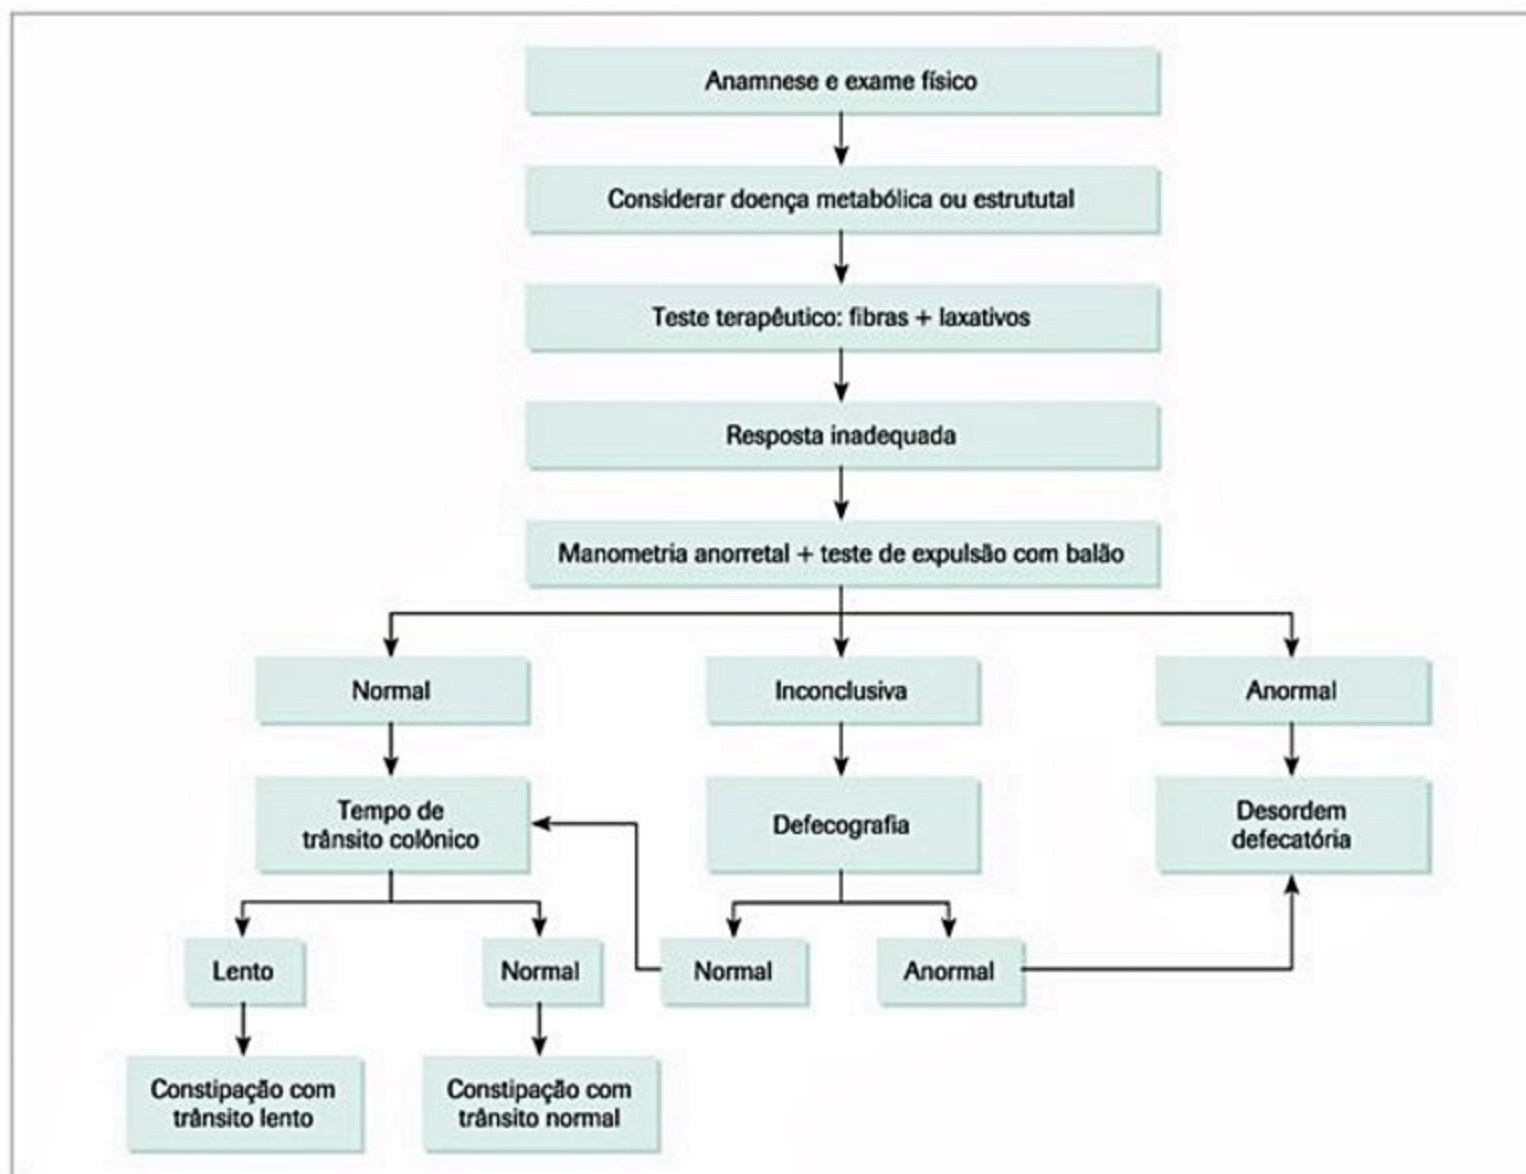 Anamnese e exame físico
Considerar doença metabólica ou estrututal
Teste terapêutico: fibras + laxativos
Resposta inadequada
Manometria anorretal + teste de expulsão com balão
Normal
Inconclusiva
Anormal
Tempo de
trânsito colônico
Defecografia
Desordem
defecatória
Lento
Normal
Normal
Anormal
Constipação com
trânsito lento
Constipação com
trânsito normal